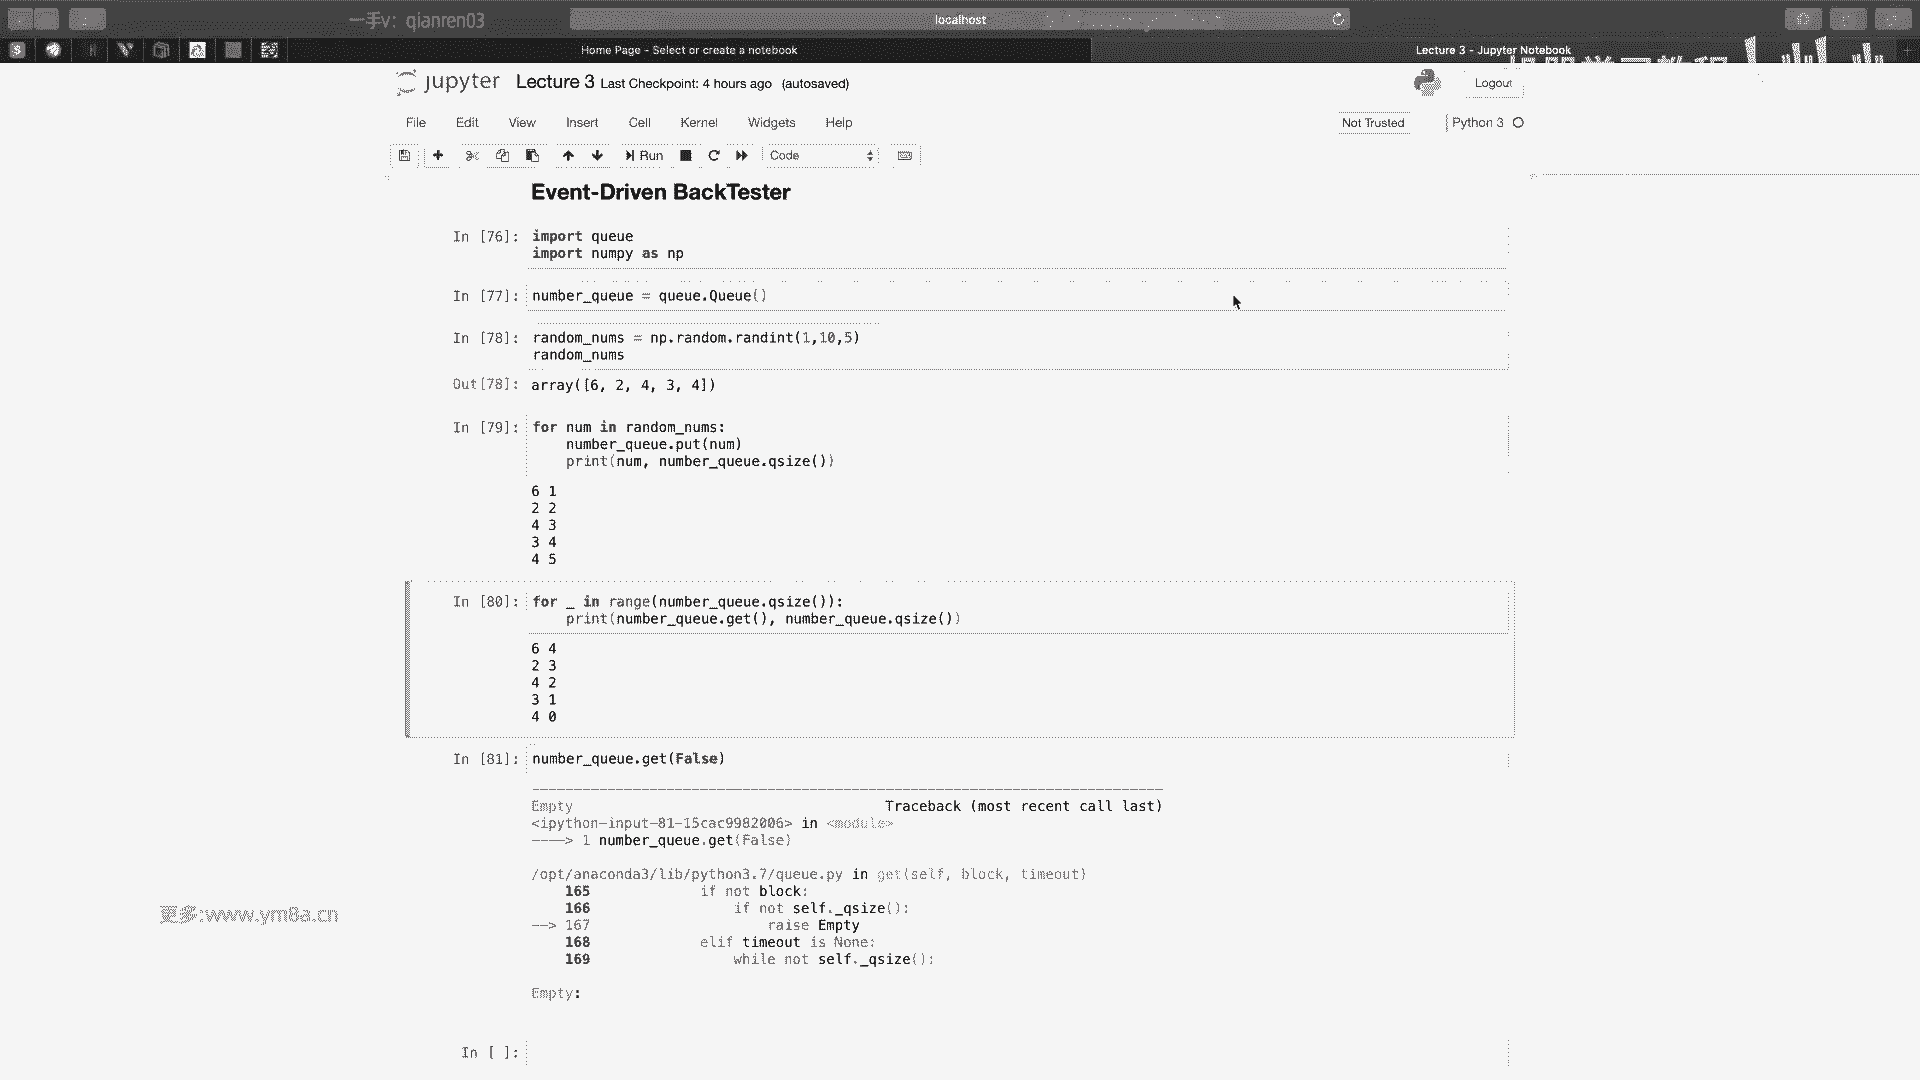 一手v: qianren03
localhost
Home Page - Select or create a notebook
Lecture 3 - Jupyter Notebook
jupyter Lecture 3 Last Checkpoint: 4 hours ago (autosaved)
Logout
File Edit View Insert Cell Kernel Widgets Help
Not Trusted
Python 3
Run
Code
Event-Driven BackTester
In [76]: import queue
import numpy as np
In [77]: number_queue = queue.Queue()
In [78]: random_nums = np.random.randint(1,10,5)
random_nums
Out[78]: array([6, 2, 4, 3, 4])
In [79]: for num in random_nums:
number_queue.put(num)
print(num, number_queue.qsize())
6 1
2 2
4 3
3 4
4 5
In [80]: for _ in range(number_queue.qsize()):
print(number_queue.get(), number_queue.qsize())
6 4
2 3
4 2
3 1
4 0
In [81]: number_queue.get(False)
Empty Traceback (most recent call last)
<ipython-input-81-15cac9982006> in <module>
----> 1 number_queue.get(False)
/opt/anaconda3/lib/python3.7/queue.py in get(self, block, timeout)
165 if not block:
166 if not self._qsize():
--> 167 raise Empty
168 elif timeout is None:
169 while not self._qsize():
Empty:
In [ ]:
更多:www.ym8a.cn